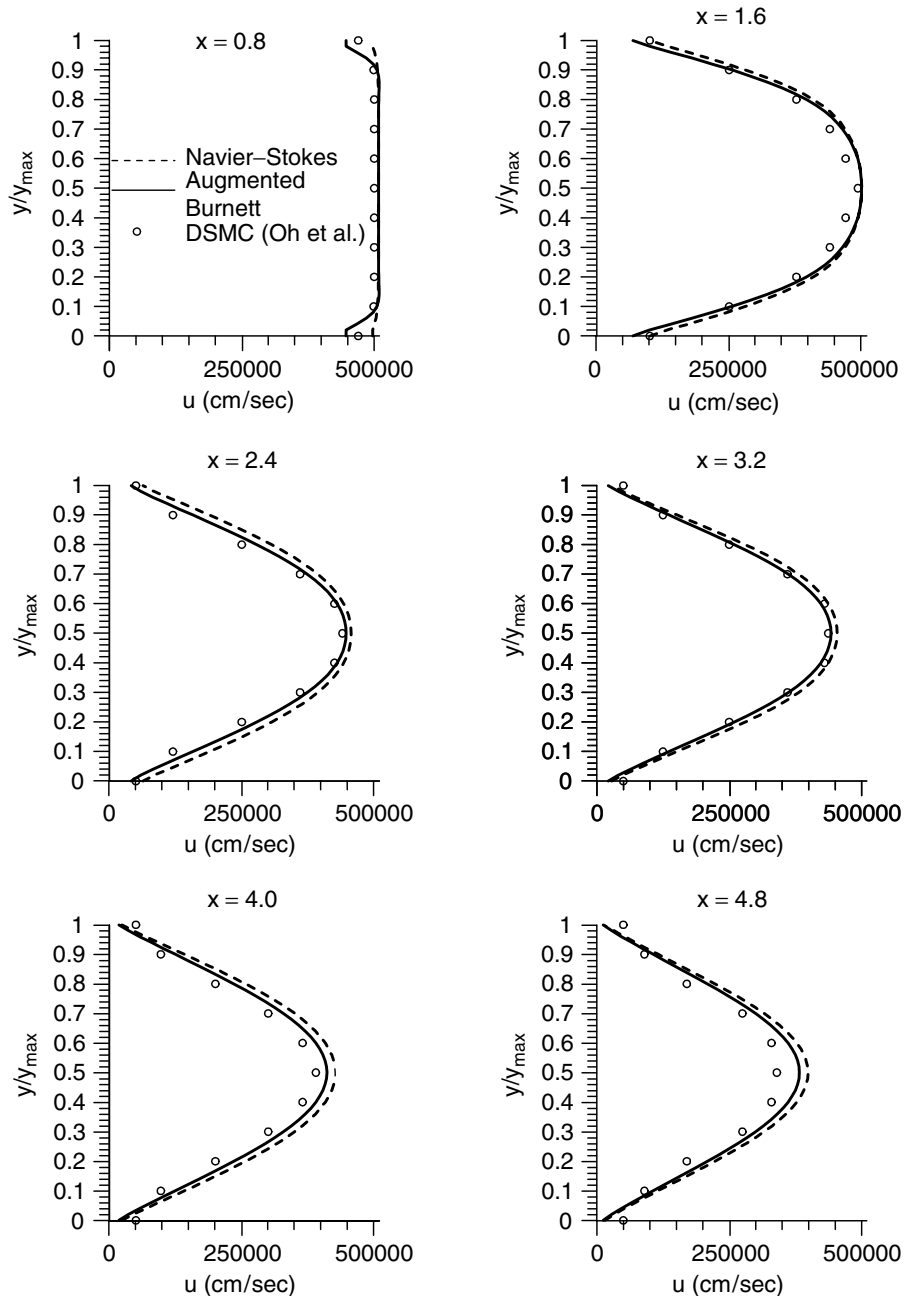 x = 0.8
1
0.9
0.8
0.7
0.6
0.5
0.4
0.3
0.2
0.1
0
y/ymax
Navier–Stokes
Augmented
Burnett
DSMC (Oh et al.)
0 250000 500000
u (cm/sec)
x = 1.6
1
0.9
0.8
0.7
0.6
0.5
0.4
0.3
0.2
0.1
0
y/ymax
0 250000 500000
u (cm/sec)
x = 2.4
1
0.9
0.8
0.7
0.6
0.5
0.4
0.3
0.2
0.1
0
y/ymax
0 250000 500000
u (cm/sec)
x = 3.2
1
0.9
0.8
0.7
0.6
0.5
0.4
0.3
0.2
0.1
0
y/ymax
0 250000 500000
u (cm/sec)
x = 4.0
1
0.9
0.8
0.7
0.6
0.5
0.4
0.3
0.2
0.1
0
y/ymax
0 250000 500000
u (cm/sec)
x = 4.8
1
0.9
0.8
0.7
0.6
0.5
0.4
0.3
0.2
0.1
0
y/ymax
0 250000 500000
u (cm/sec)